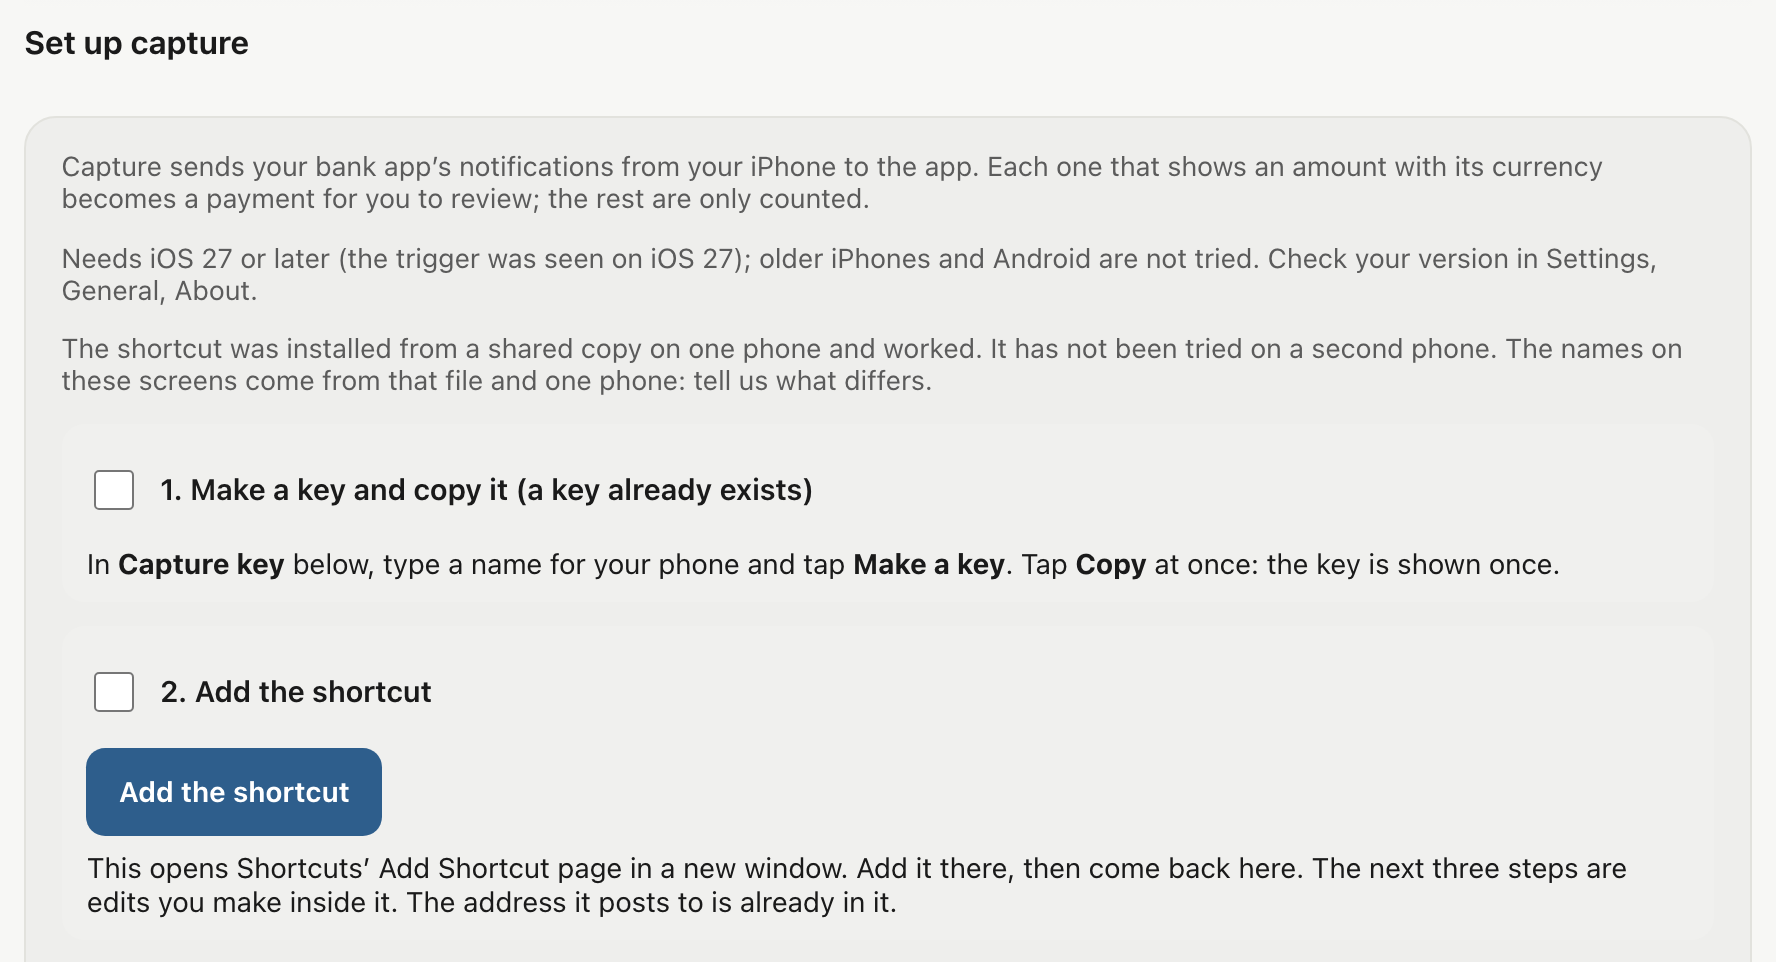 Set up capture
Capture sends your bank app’s notifications from your iPhone to the app. Each one that shows an amount with its currency
becomes a payment for you to review; the rest are only counted.
Needs iOS 27 or later (the trigger was seen on iOS 27); older iPhones and Android are not tried. Check your version in Settings,
General, About.
The shortcut was installed from a shared copy on one phone and worked. It has not been tried on a second phone. The names on
these screens come from that file and one phone: tell us what differs.
1. Make a key and copy it (a key already exists)
In Capture key below, type a name for your phone and tap Make a key. Tap Copy at once: the key is shown once.
2. Add the shortcut
Add the shortcut
This opens Shortcuts’ Add Shortcut page in a new window. Add it there, then come back here. The next three steps are
edits you make inside it. The address it posts to is already in it.